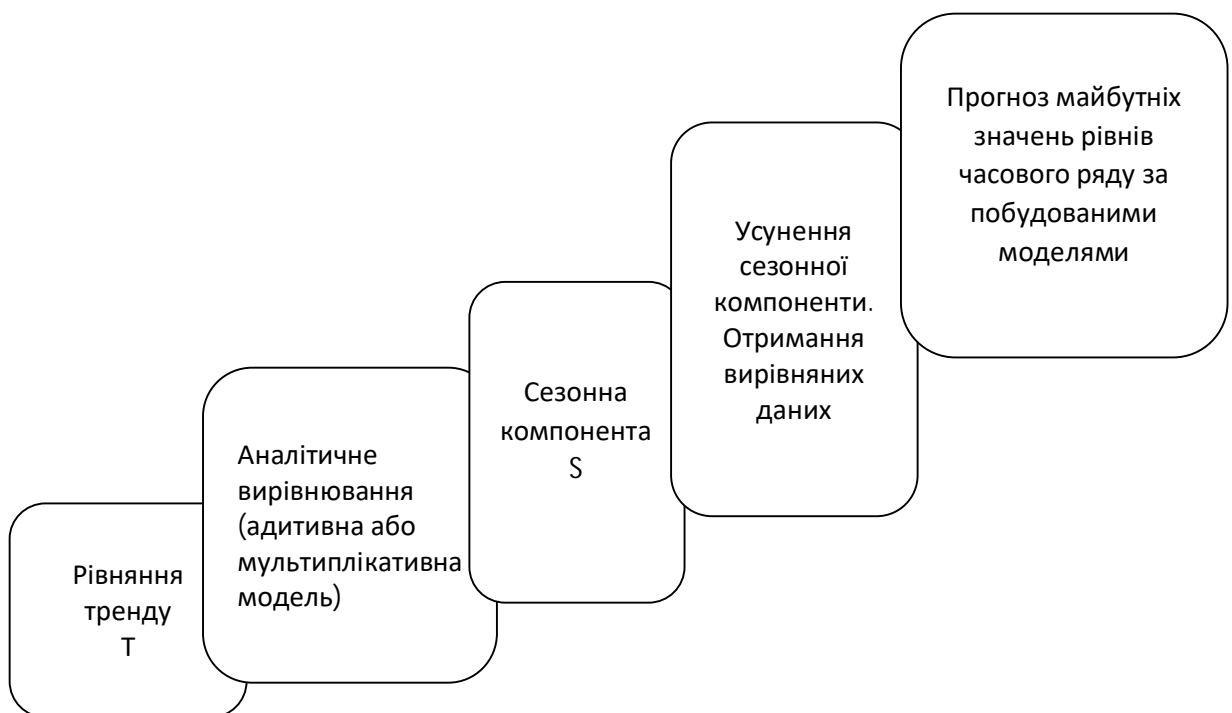 Рівняння
тренду
Т
Аналітичне
вирівнювання
(адитивна або
мультиплікативна
модель)
Сезонна
компонента
S
Усунення
сезонної
компоненти.
Отримання
вирівняних
даних
Прогноз майбутніх
значень рівнів
часового ряду за
побудованими
моделями